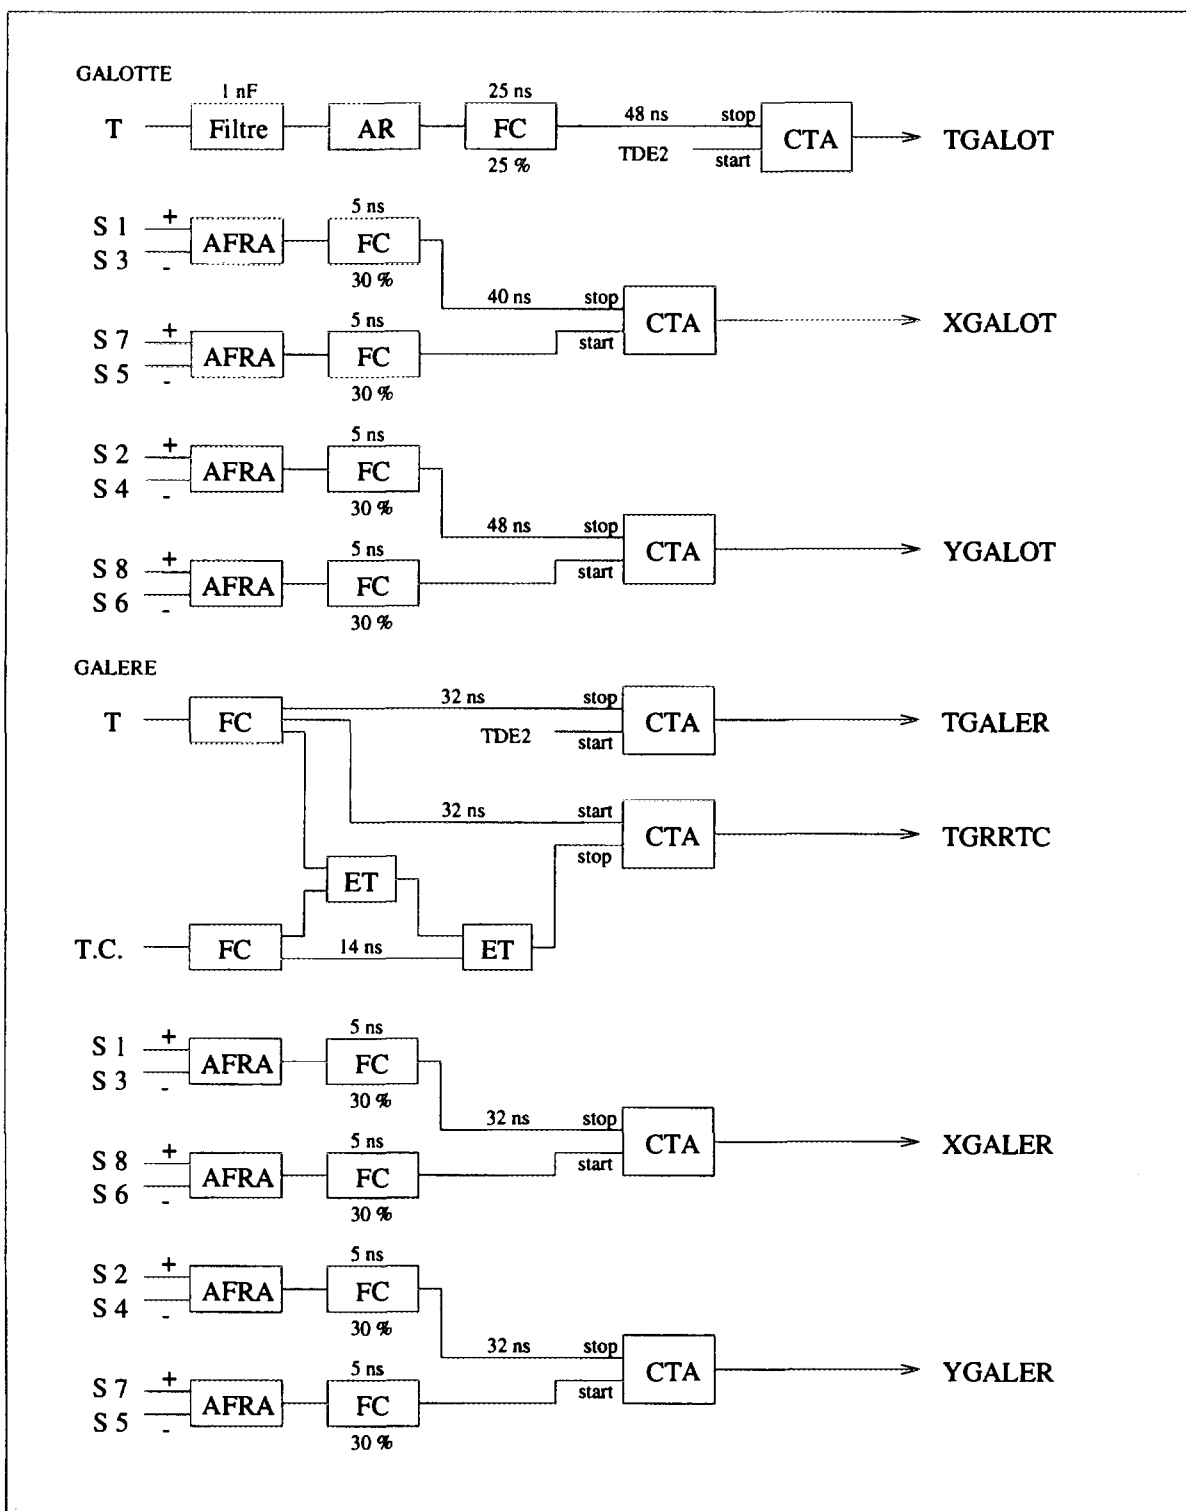 GALOTTE
1 nF 25 ns
T Filtre AR FC 48 ns stop CTA TGALOT
25 % TDE2 start
5 ns
S 1 + AFRA FC
S 3 -
30 %
40 ns stop CTA XGALOT
5 ns
S 7 + AFRA FC start
S 5 -
30 %
5 ns
S 2 + AFRA FC
S 4 -
30 %
48 ns stop CTA YGALOT
5 ns
S 8 + AFRA FC start
S 6 -
30 %
GALERE
T FC 32 ns stop CTA TGALER
TDE2 start
32 ns start CTA TGRRTC
stop
ET
T.C. FC 14 ns ET
5 ns
S 1 + AFRA FC
S 3 -
30 %
32 ns stop CTA XGALER
5 ns
S 8 + AFRA FC start
S 6 -
30 %
5 ns
S 2 + AFRA FC
S 4 -
30 %
32 ns stop CTA YGALER
5 ns
S 7 + AFRA FC start
S 5 -
30 %